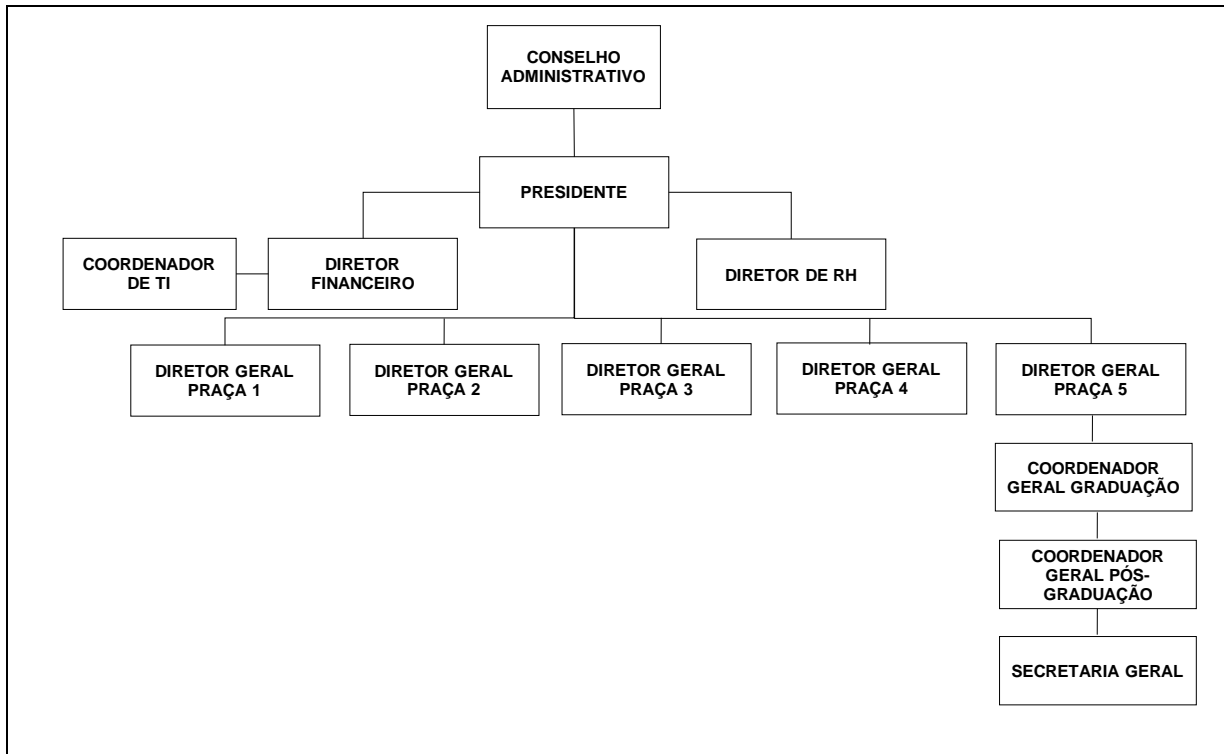 CONSELHO
ADMINISTRATIVO
PRESIDENTE
COORDENADOR
DE TI
DIRETOR
FINANCEIRO
DIRETOR DE RH
DIRETOR GERAL
PRAÇA 1
DIRETOR GERAL
PRAÇA 2
DIRETOR GERAL
PRAÇA 3
DIRETOR GERAL
PRAÇA 4
DIRETOR GERAL
PRAÇA 5
COORDENADOR
GERAL GRADUAÇÃO
COORDENADOR
GERAL PÓS-
GRADUAÇÃO
SECRETARIA GERAL